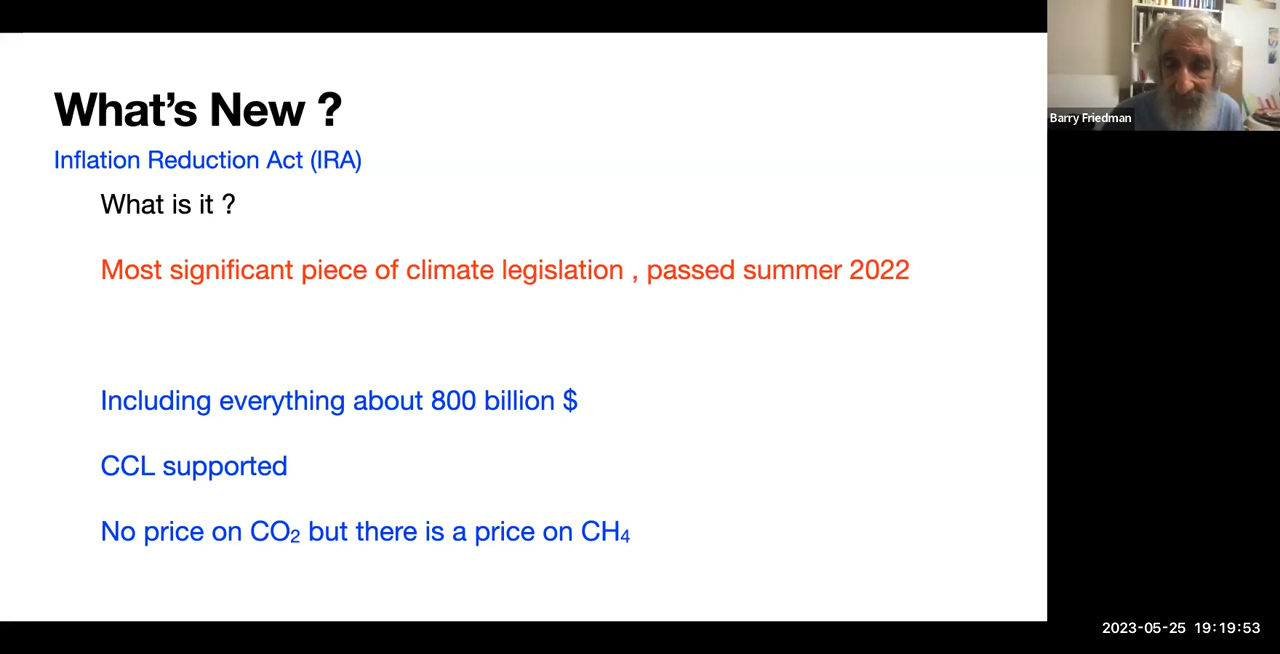 What's New ?
Inflation Reduction Act (IRA)
What is it ?
Most significant piece of climate legislation , passed summer 2022
Including everything about 800 billion $
CCL supported
No price on CO₂ but there is a price on CH₄
Barry Friedman
2023-05-25 19:19:53